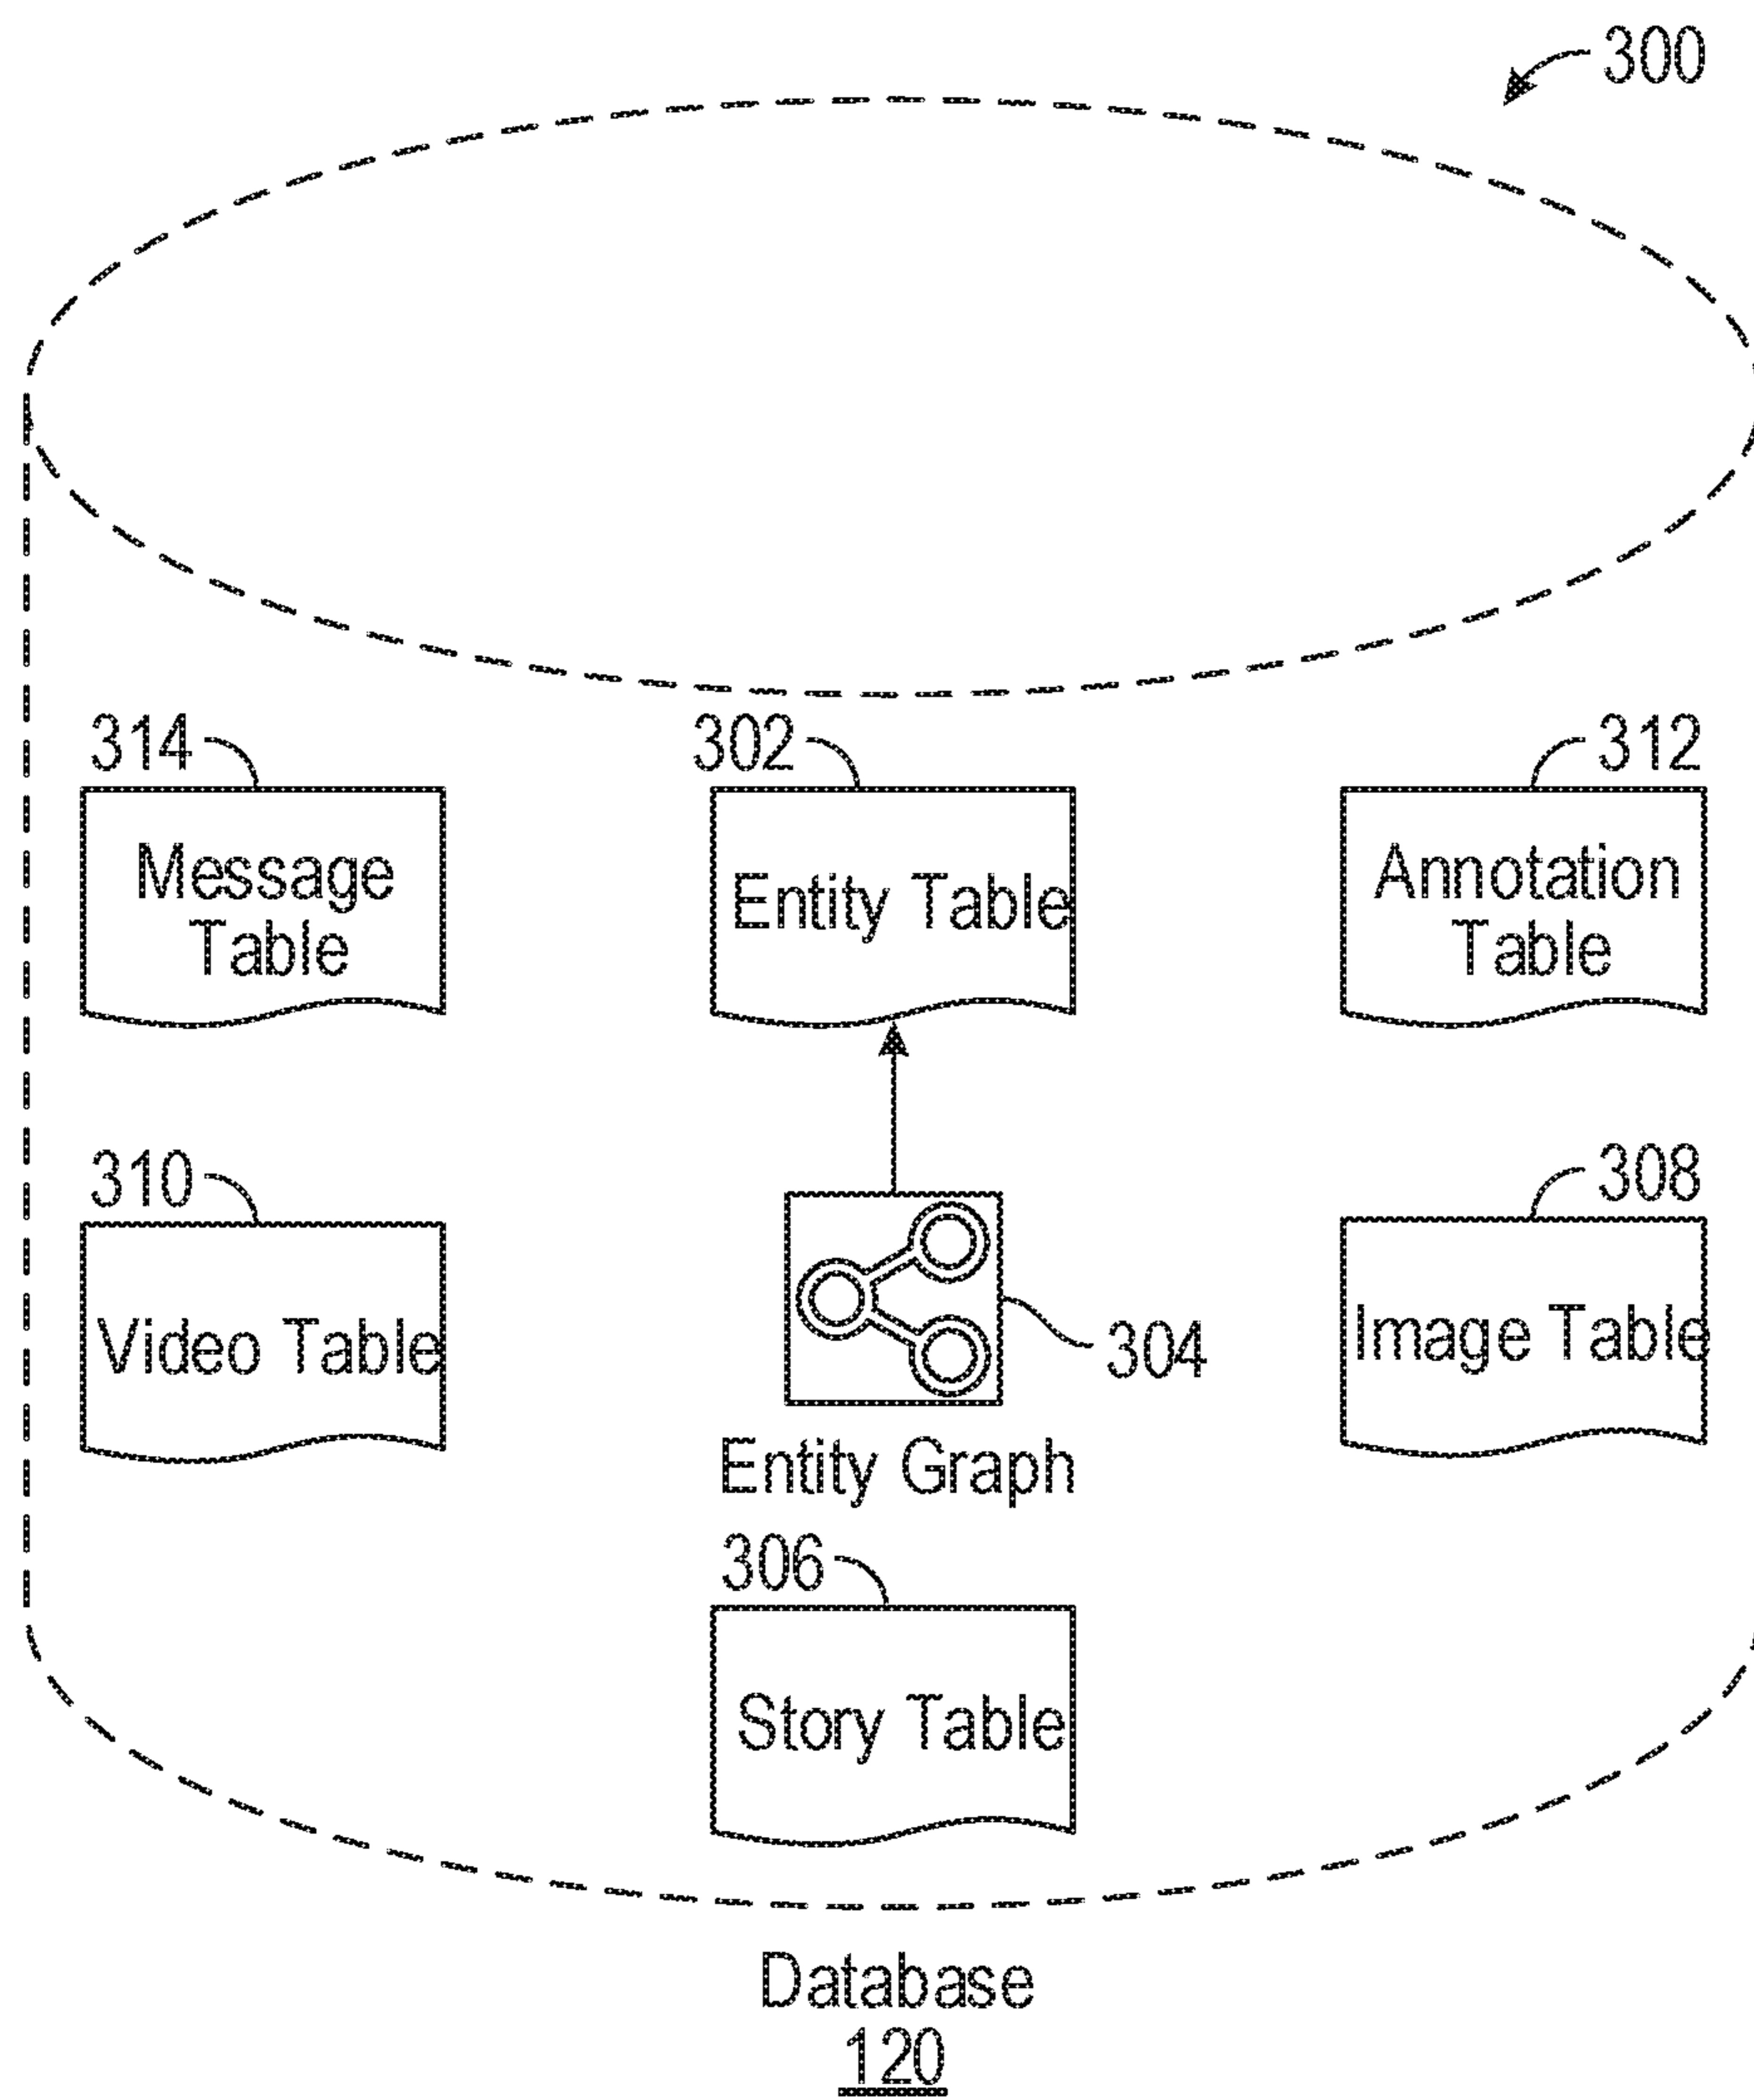 300
314
302
312
Message
Table
Entity Table
Annotation
Table
310
308
Video Table
304
Image Table
Entity Graph
306
Story Table
Database
120